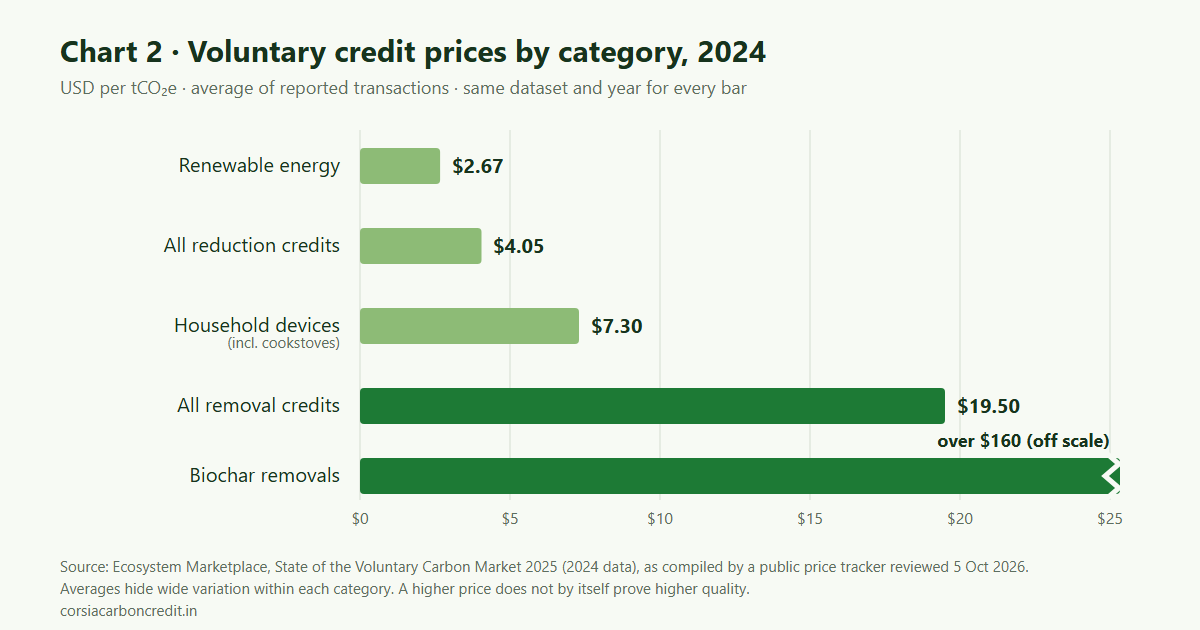 Chart 2 · Voluntary credit prices by category, 2024
USD per tCO₂e · average of reported transactions · same dataset and year for every bar
Renewable energy $2.67
All reduction credits $4.05
Household devices $7.30
(incl. cookstoves)
All removal credits $19.50
over $160 (off scale)
Biochar removals
$0 $5 $10 $15 $20 $25
Source: Ecosystem Marketplace, State of the Voluntary Carbon Market 2025 (2024 data), as compiled by a public price tracker reviewed 5 Oct 2026.
Averages hide wide variation within each category. A higher price does not by itself prove higher quality.
corsiacarboncredit.in